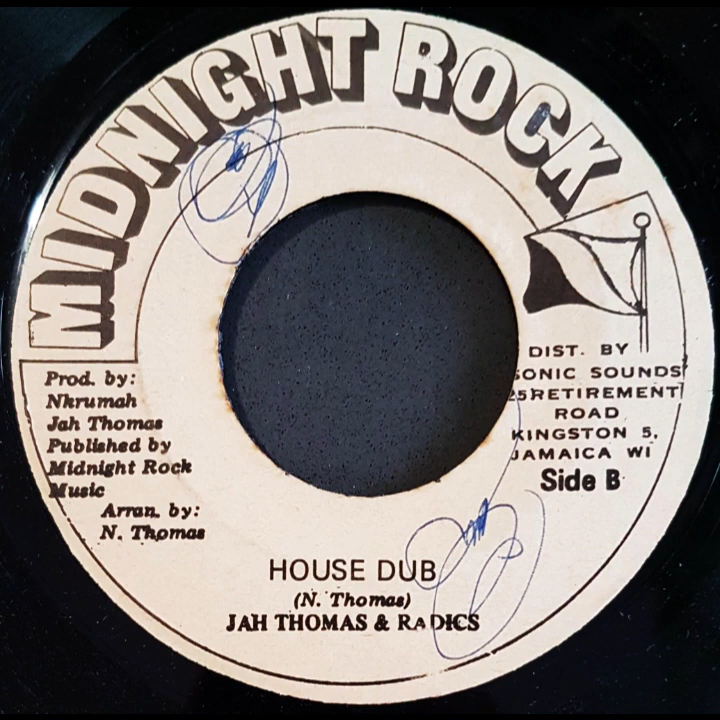 MIDNIGHT ROCK
Prod. by:
Nkrumah
Jah Thomas
Published by
Midnight Rock
Music
Arran. by:
N. Thomas
DIST. BY
SONIC SOUNDS
25 RETIREMENT
ROAD
KINGSTON 5,
JAMAICA WI
Side B
HOUSE DUB
(N. Thomas)
JAH THOMAS & RADICS